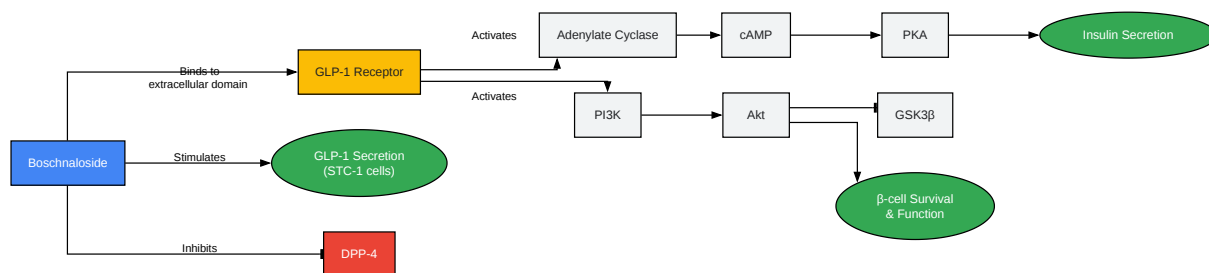 Activates
Adenylate Cyclase
cAMP
PKA
Insulin Secretion
Binds to
extracellular domain
GLP-1 Receptor
Activates
PI3K
Akt
GSK3β
Boschnaloside
Stimulates
GLP-1 Secretion
(STC-1 cells)
β-cell Survival
& Function
Inhibits
DPP-4